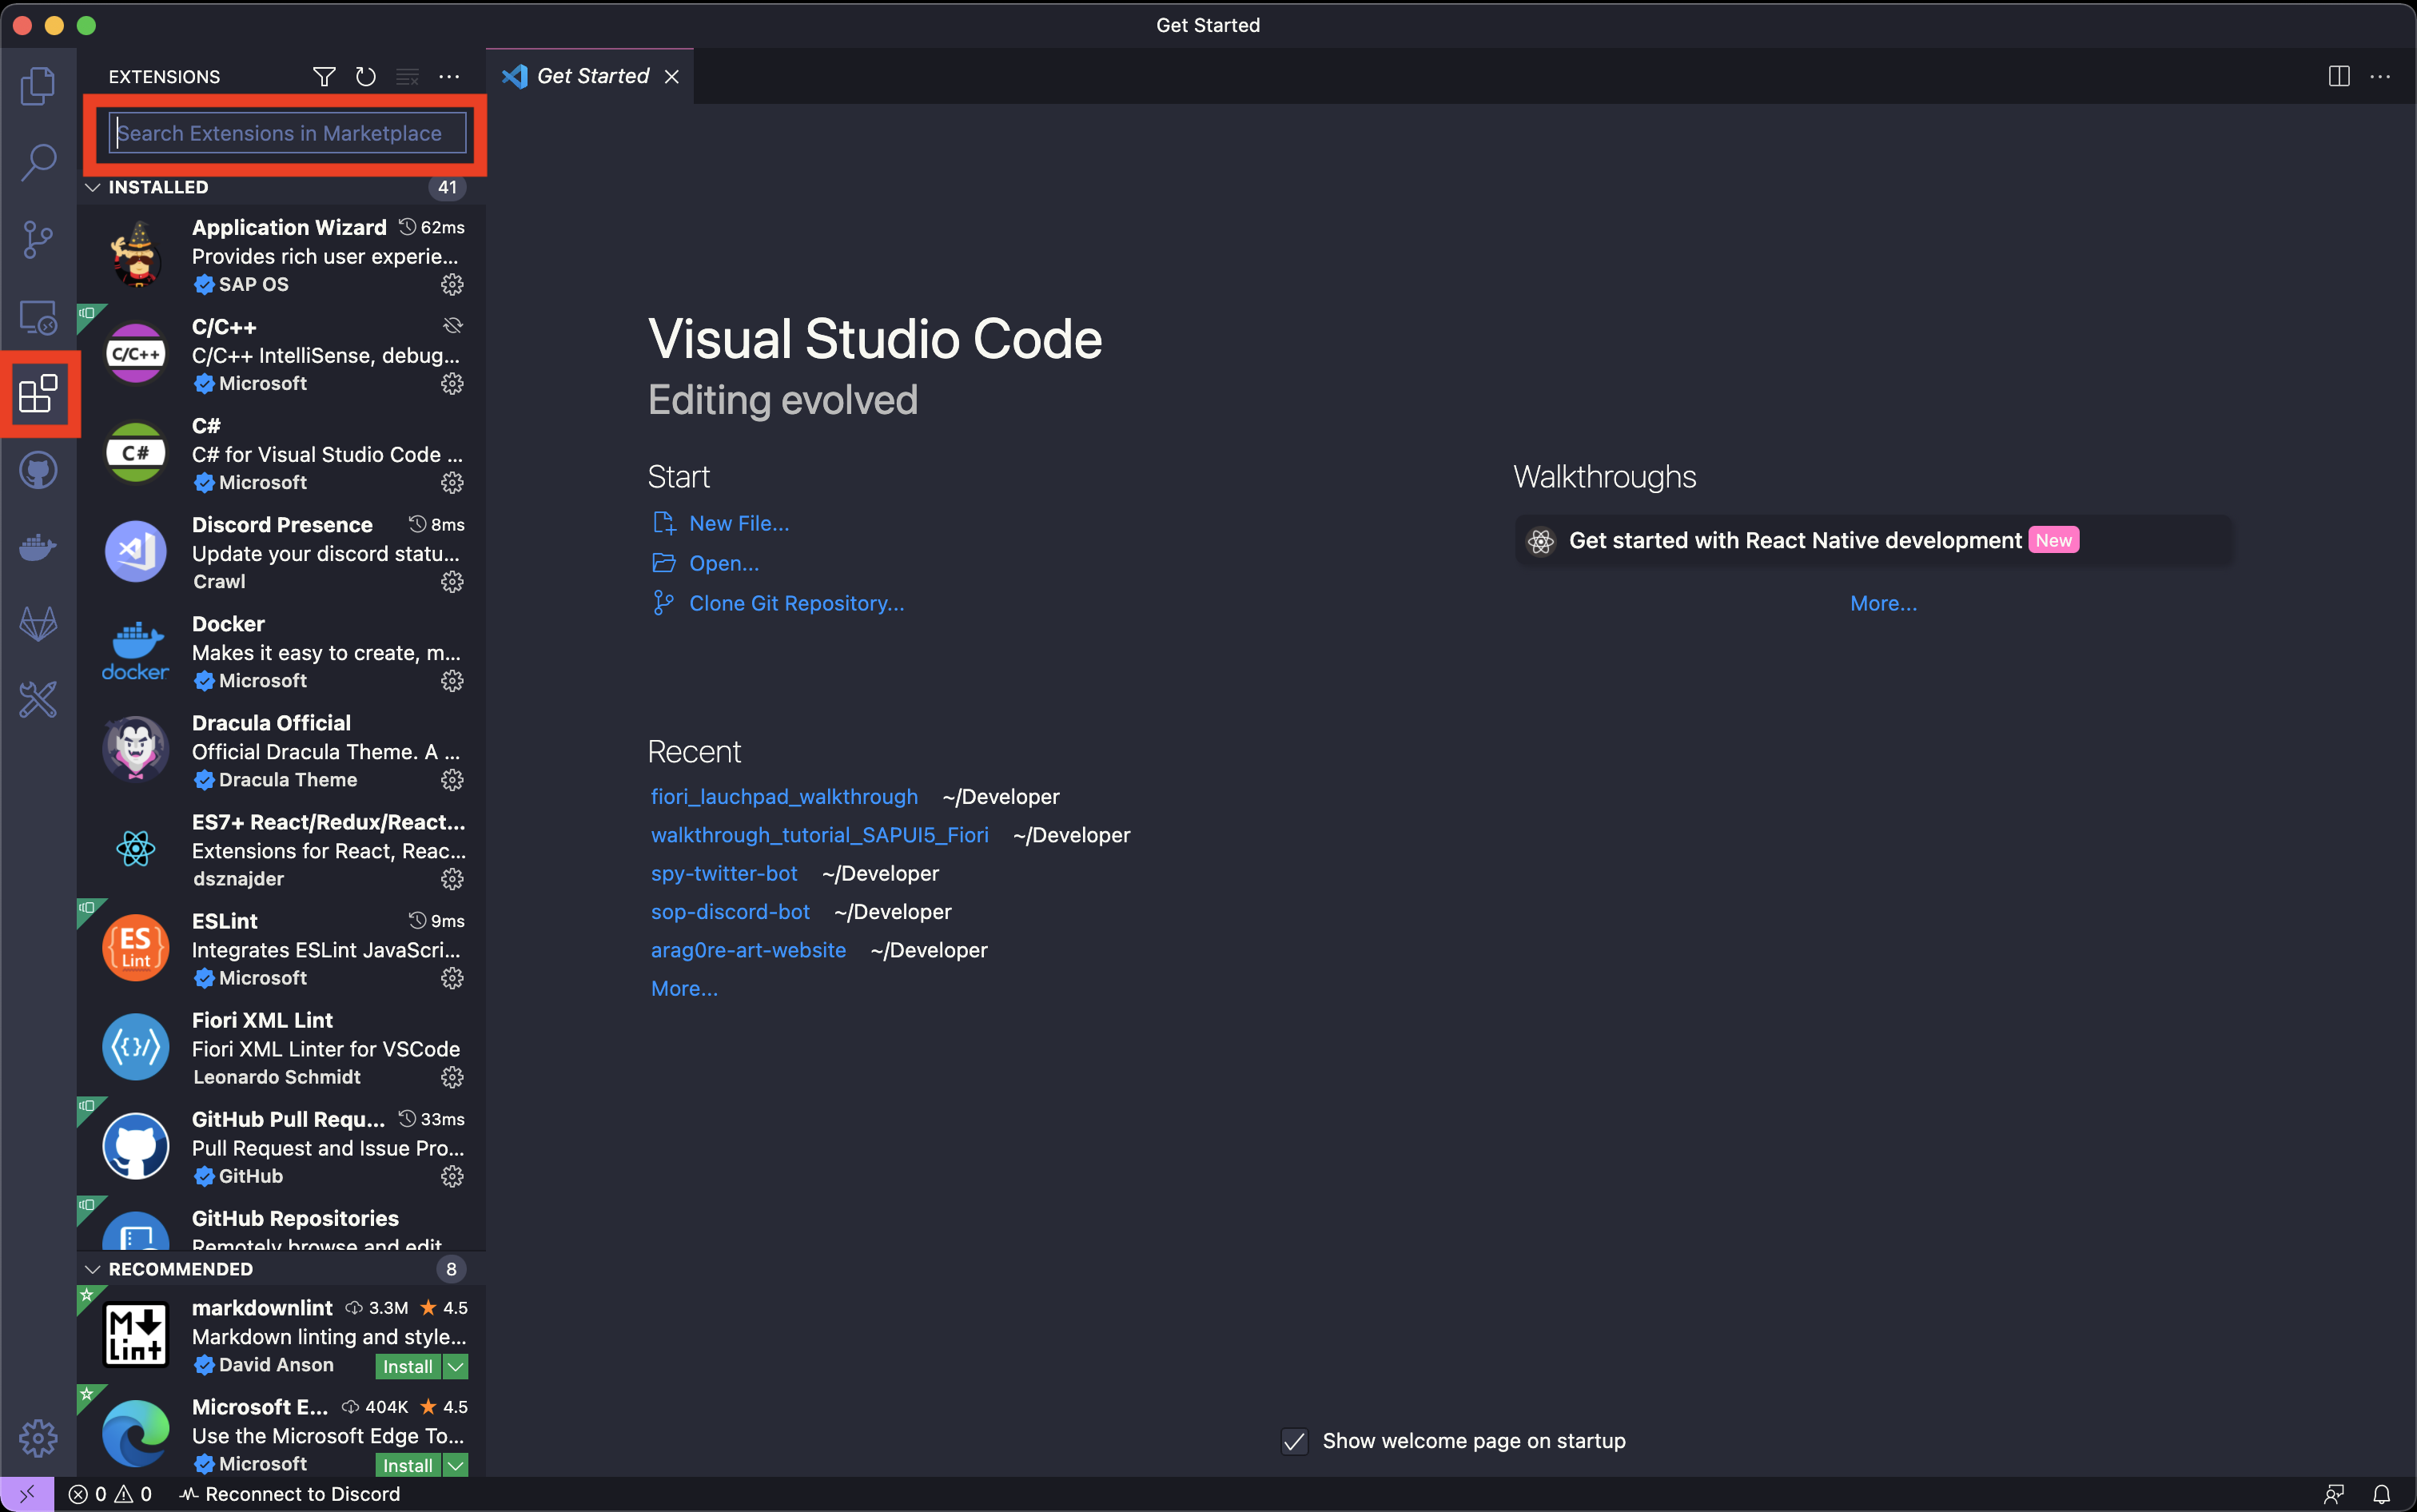 Get Started
EXTENSIONS
Search Extensions in Marketplace
INSTALLED 41
Application Wizard 62ms
Provides rich user experie...
SAP OS
C/C++
C/C++
C/C++ IntelliSense, debug...
Microsoft
C#
C#
C# for Visual Studio Code ...
Microsoft
Discord Presence 8ms
Update your discord statu...
Crawl
Docker
docker
Makes it easy to create, m...
Microsoft
Dracula Official
Official Dracula Theme. A ...
Dracula Theme
ES7+ React/Redux/React...
Extensions for React, Reac...
dsznajder
ESLint 9ms
ES
Lint
Integrates ESLint JavaScri...
Microsoft
Fiori XML Lint
Fiori XML Linter for VSCode
Leonardo Schmidt
GitHub Pull Requ... 33ms
Pull Request and Issue Pro...
GitHub
GitHub Repositories
Remotely browse and edit
RECOMMENDED 8
markdownlint 3.3M 4.5
M
Lint
Markdown linting and style...
David Anson Install
Microsoft E... 404K 4.5
Use the Microsoft Edge To...
Microsoft Install
Get Started
Visual Studio Code
Editing evolved
Start
New File...
Open...
Clone Git Repository...
Recent
fiori_lauchpad_walkthrough ~/Developer
walkthrough_tutorial_SAPUI5_Fiori ~/Developer
spy-twitter-bot ~/Developer
sop-discord-bot ~/Developer
arag0re-art-website ~/Developer
More...
Walkthroughs
Get started with React Native development New
More...
Show welcome page on startup
0 0 Reconnect to Discord